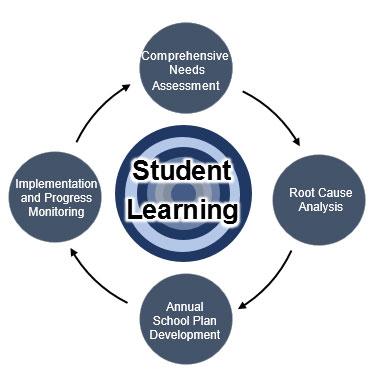 Comprehensive
Needs
Assessment
Root Cause
Analysis
Annual
School Plan
Development
Implementation
and Progress
Monitoring
Student
Learning